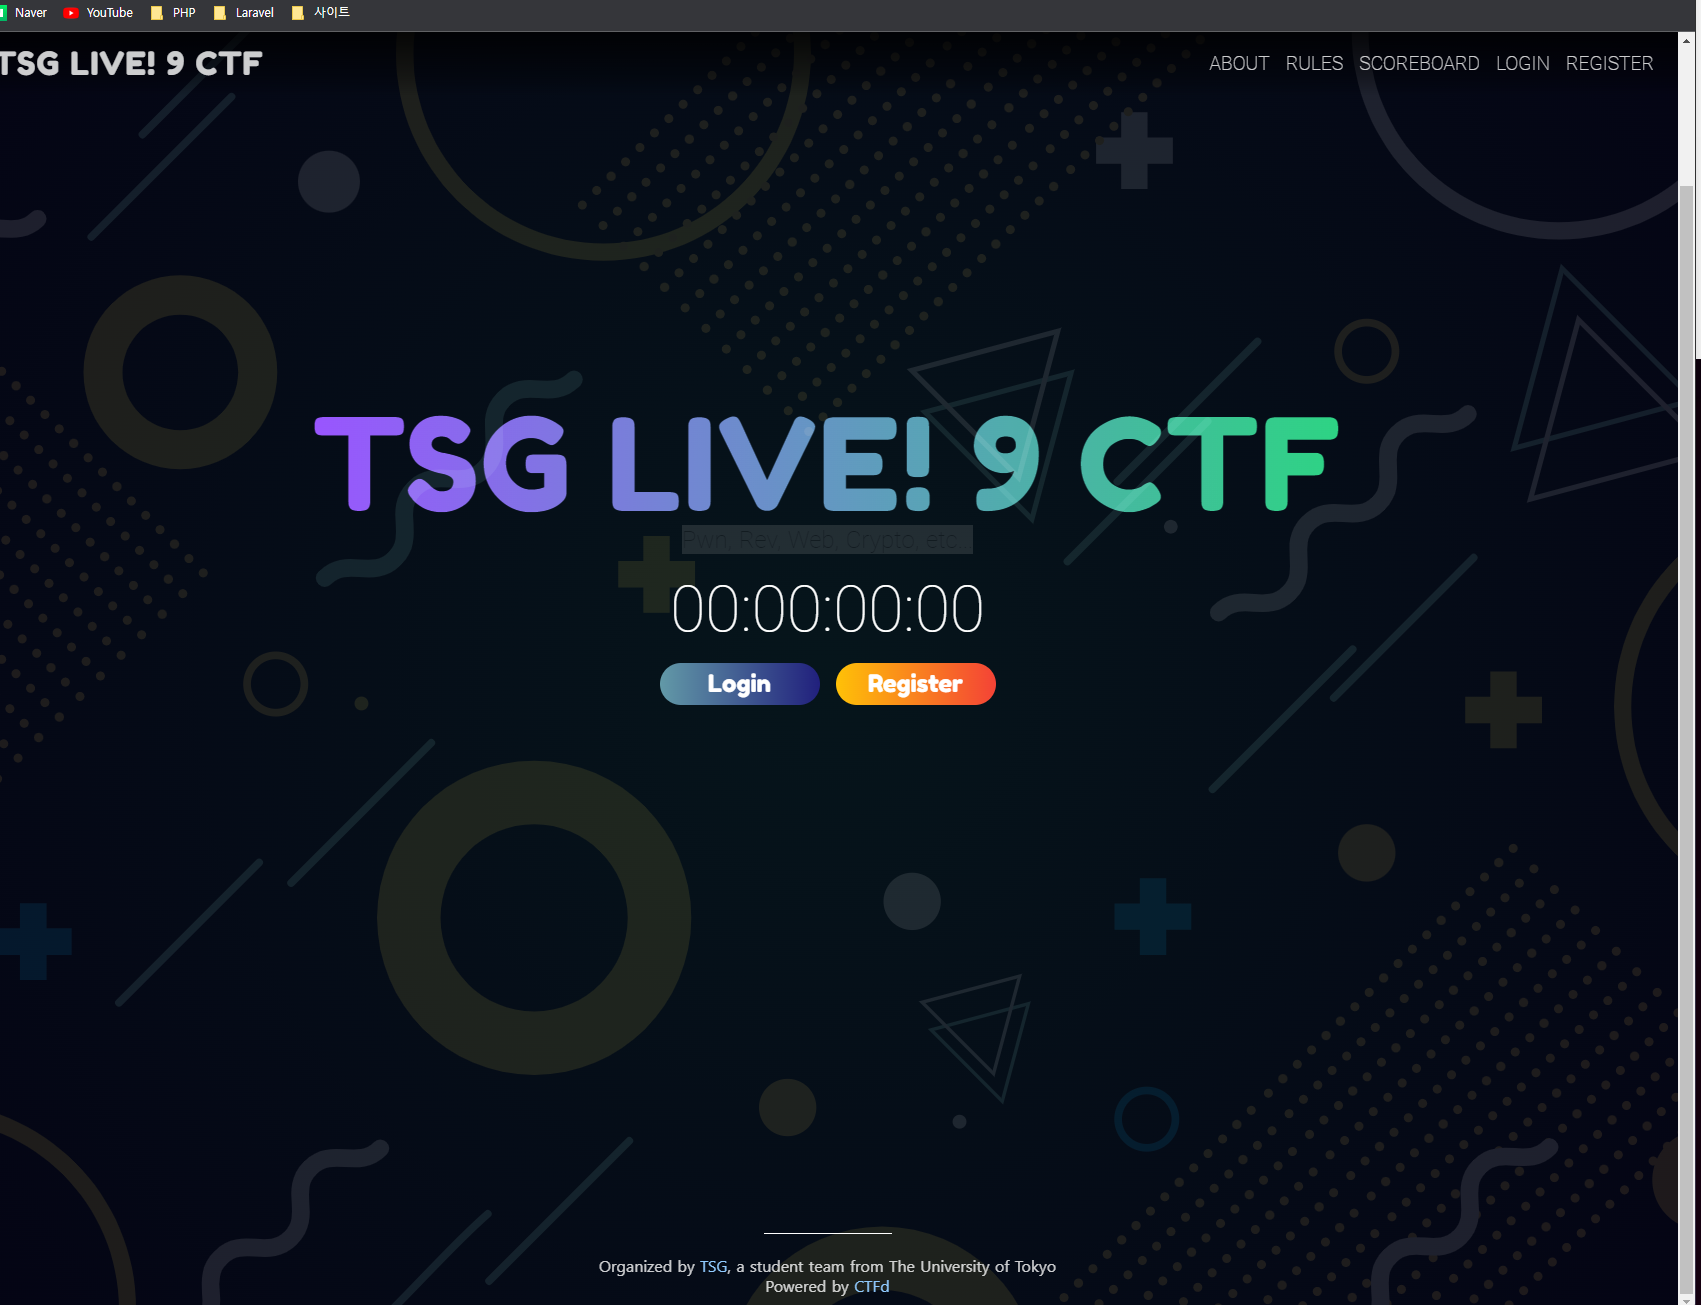 Naver YouTube PHP Laravel 사이트
TSG LIVE! 9 CTF
ABOUT RULES SCOREBOARD LOGIN REGISTER
TSG LIVE! 9 CTF
Pwn, Rev, Web, Crypto, etc...
00:00:00:00
Login Register
Organized by TSG, a student team from The University of Tokyo
Powered by CTFd